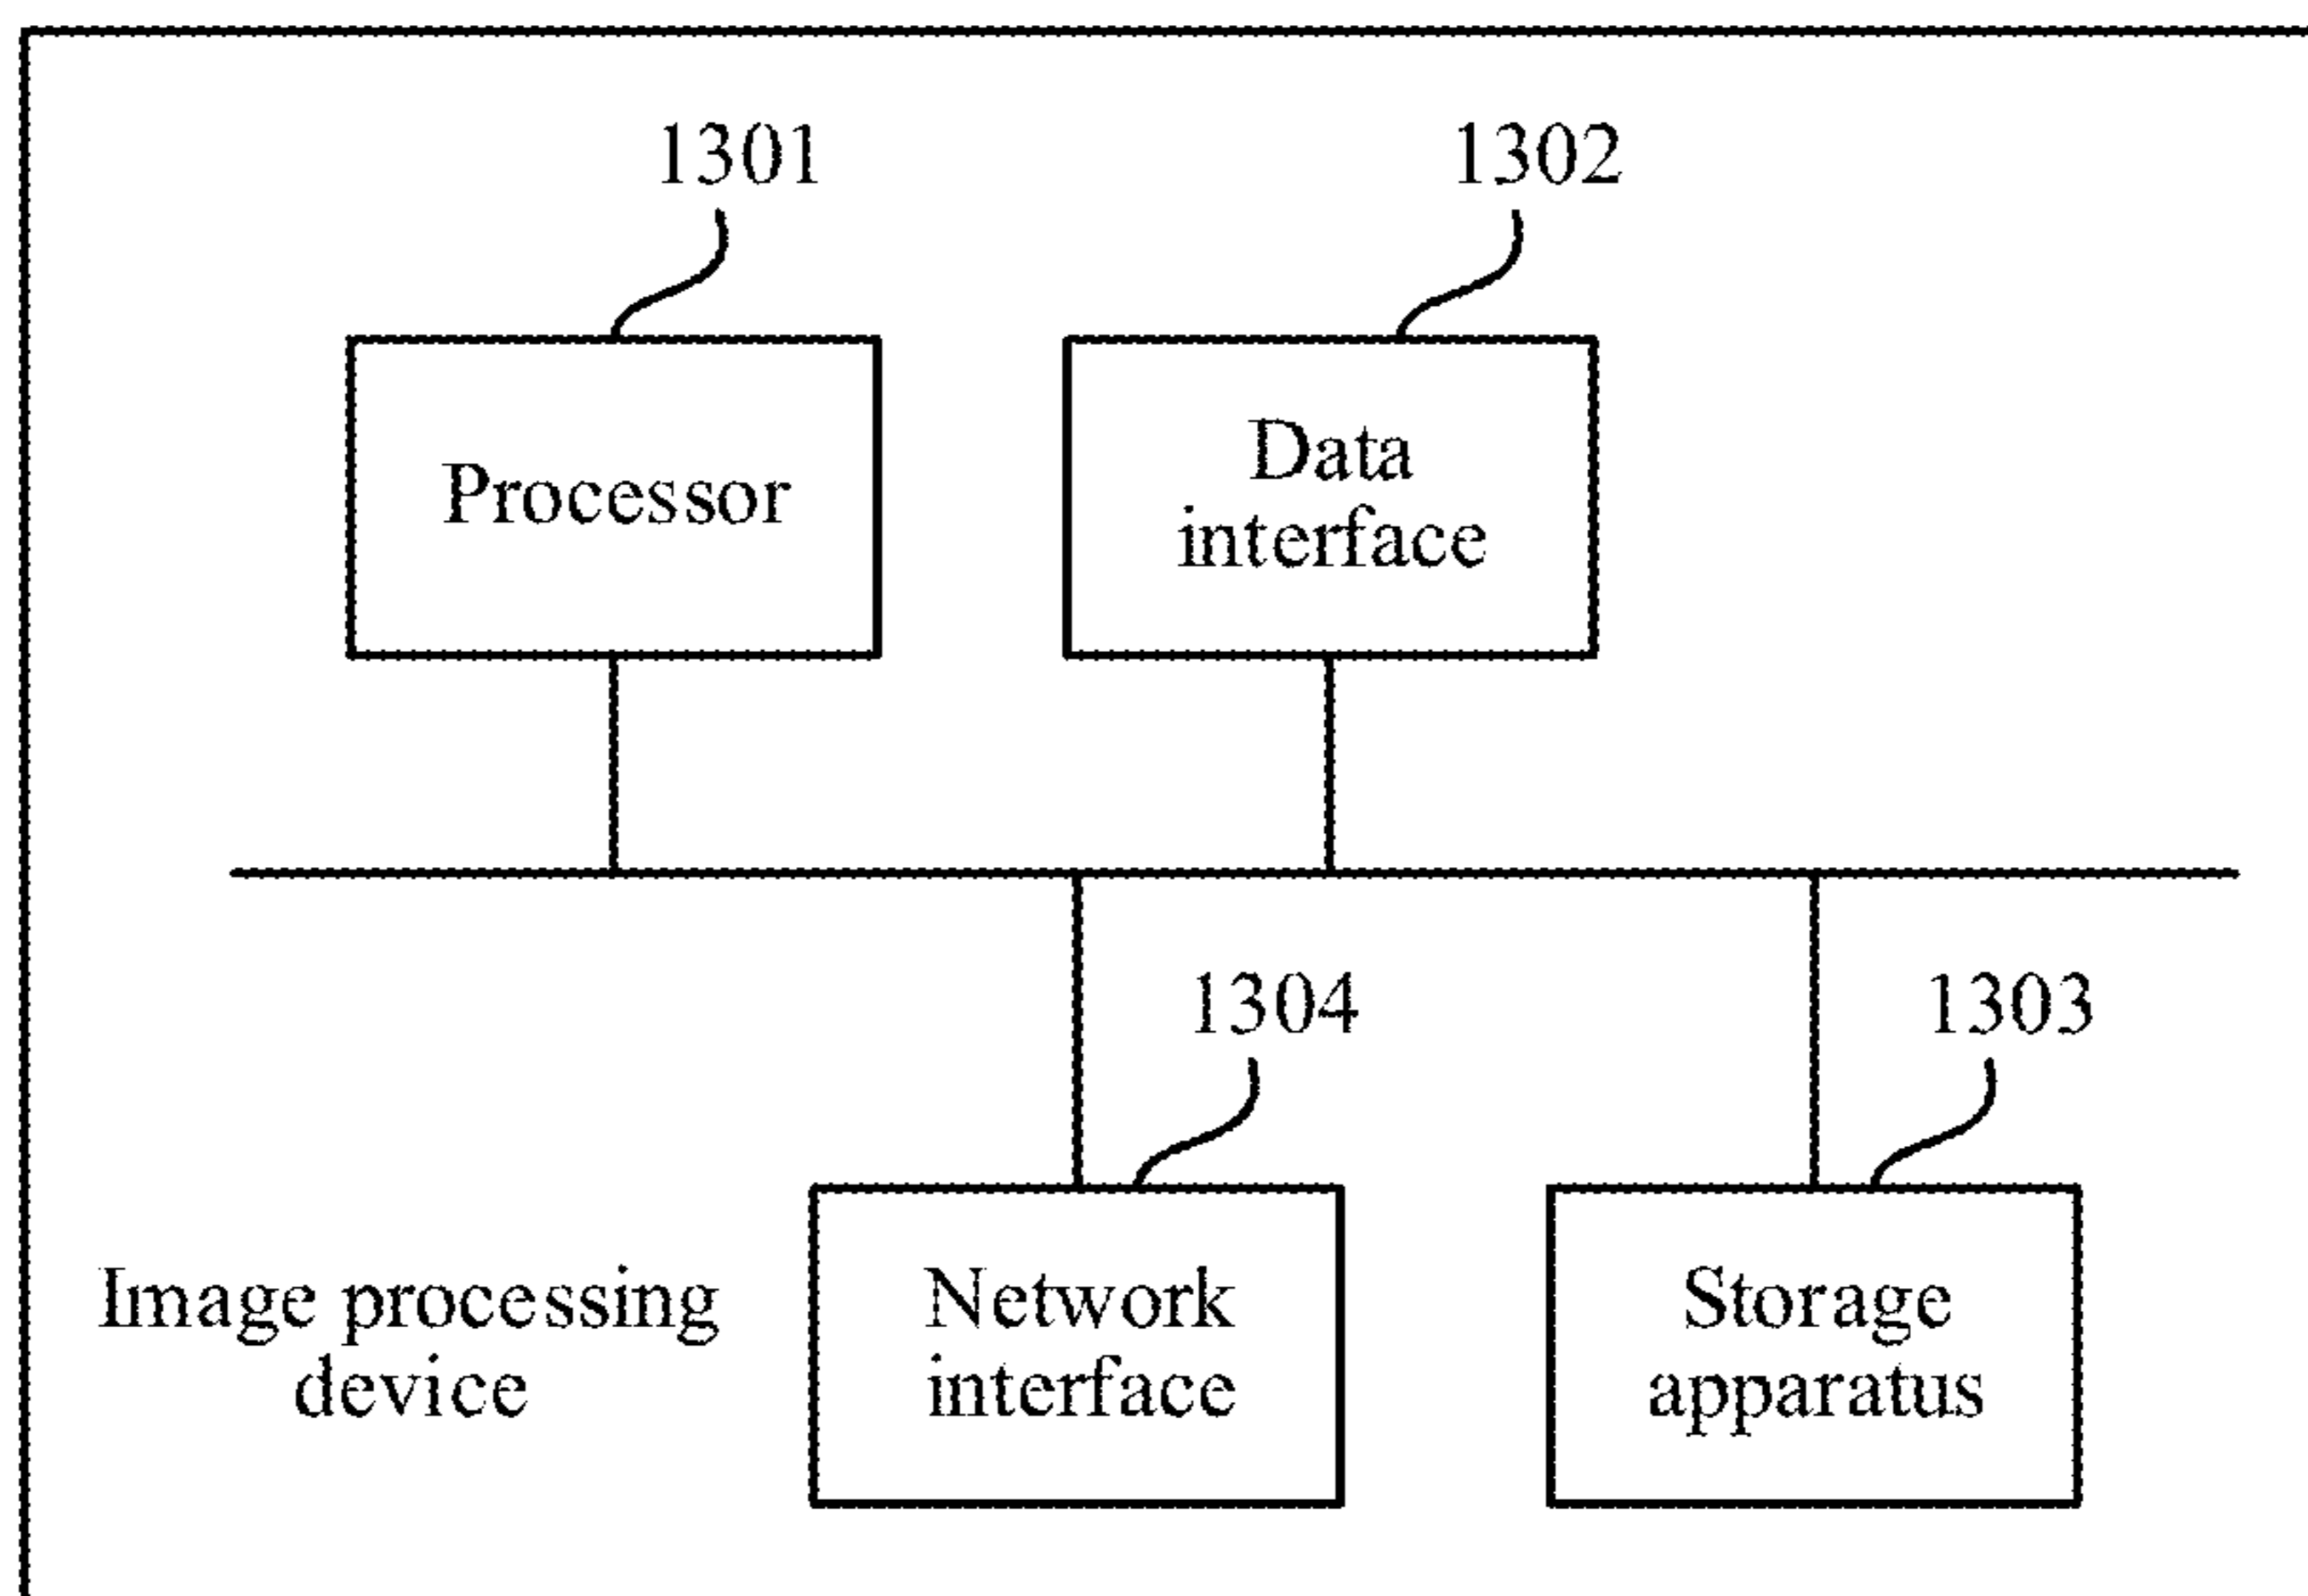 1301
1302
Processor
Data
interface
1304
1303
Image processing
device
Network
interface
Storage
apparatus